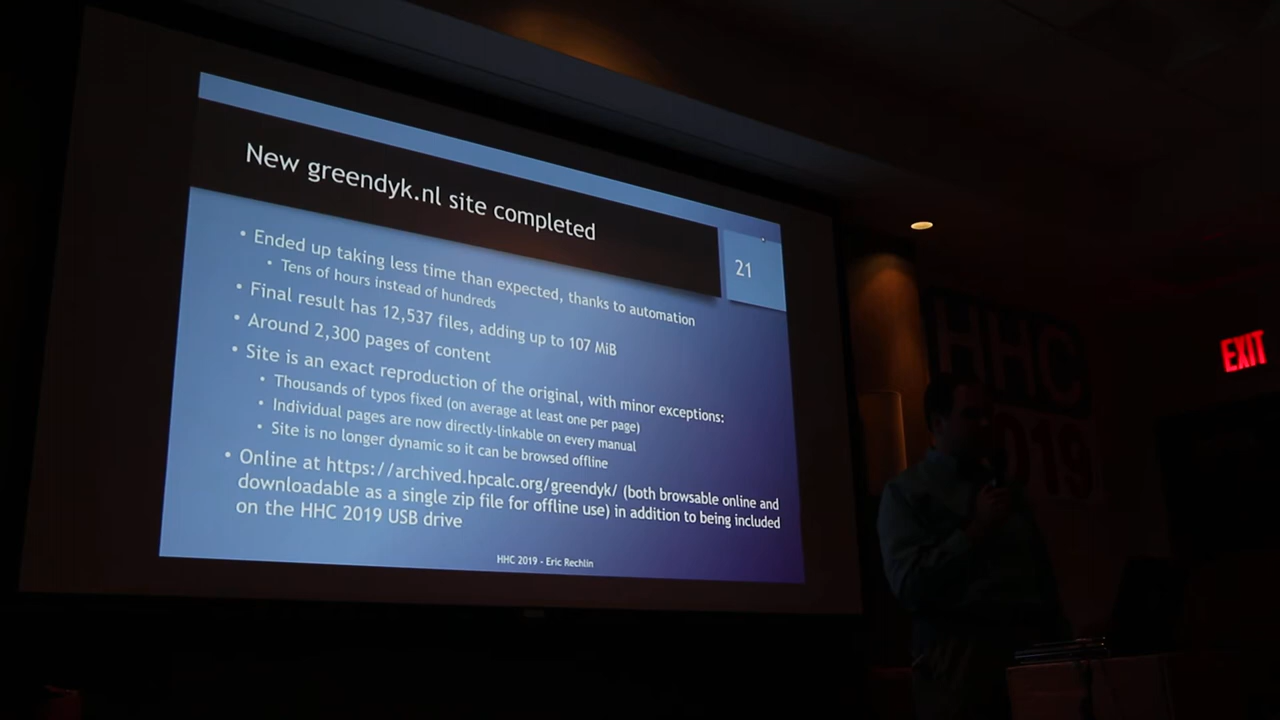 New greendyk.nl site completed
21
• Ended up taking less time than expected, thanks to automation
• Tens of hours instead of hundreds
• Final result has 12,537 files, adding up to 107 MiB
• Around 2,300 pages of content
• Site is an exact reproduction of the original, with minor exceptions:
• Thousands of typos fixed (on average at least one per page)
• Individual pages are now directly-linkable on every manual
• Site is no longer dynamic so it can be browsed offline
• Online at https://archived.hpcalc.org/greendyk/ (both browsable online and
downloadable as a single zip file for offline use) in addition to being included
on the HHC 2019 USB drive
HHC 2019 - Eric Rechlin
HHC
019
EXIT